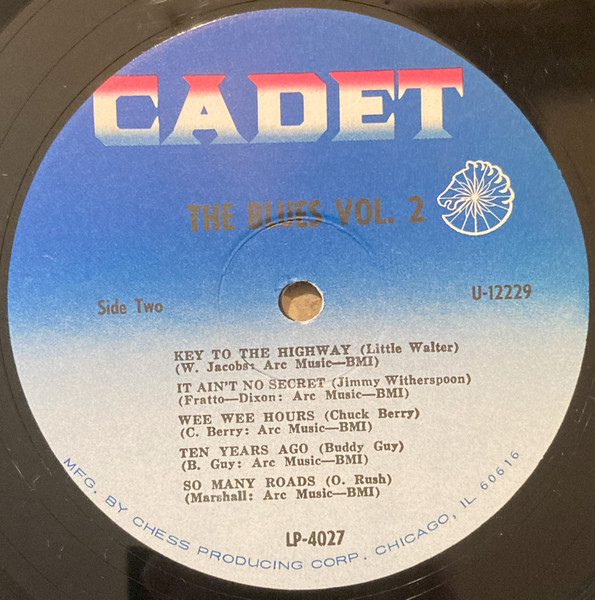 CADET
THE BLUES VOL. 2
Side Two
U-12229
KEY TO THE HIGHWAY (Little Walter)
(W. Jacobs: Arc Music—BMI)
IT AIN'T NO SECRET (Jimmy Witherspoon)
(Fratto—Dixon: Arc Music—BMI)
WEE WEE HOURS (Chuck Berry)
(C. Berry: Arc Music—BMI)
TEN YEARS AGO (Buddy Guy)
(B. Guy: Arc Music—BMI)
SO MANY ROADS (O. Rush)
(Marshall: Arc Music—BMI)
LP-4027
MFG. BY CHESS PRODUCING CORP. CHICAGO, IL 60616